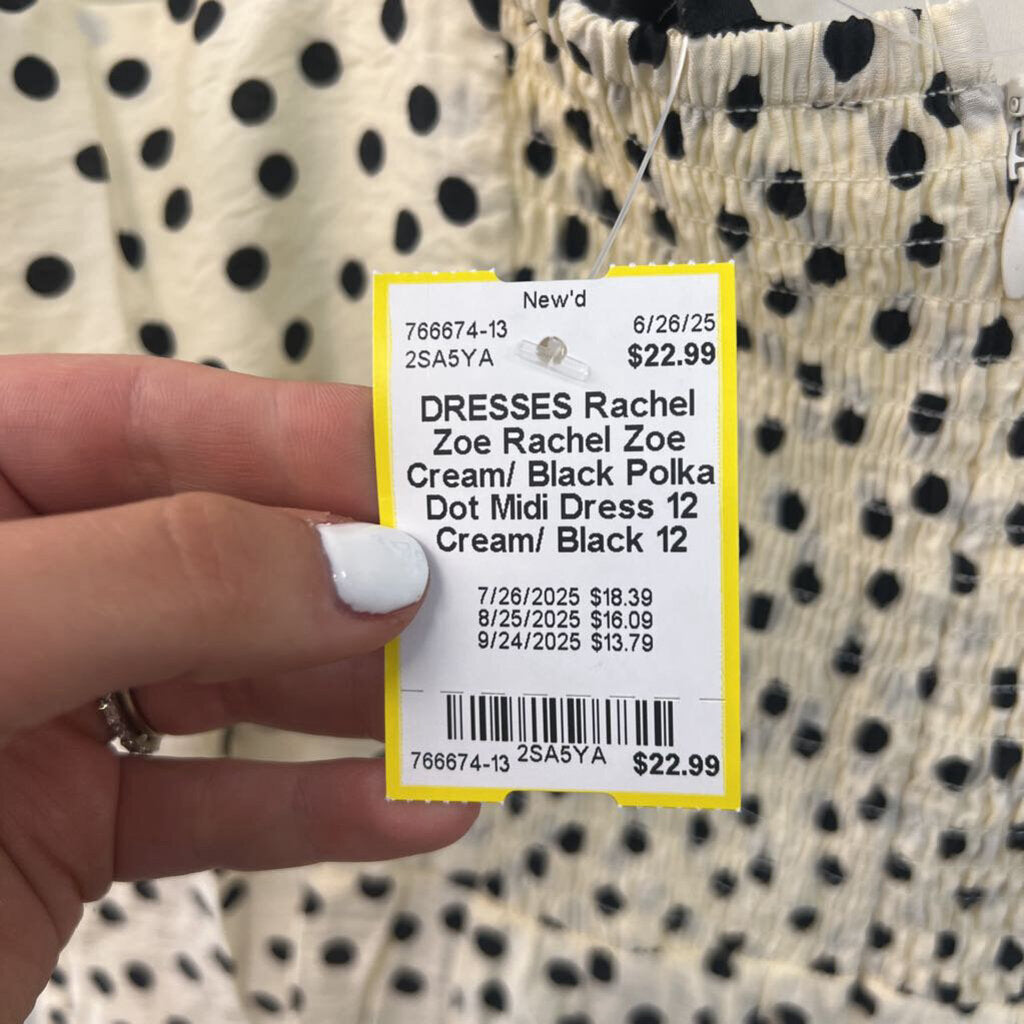 New'd
766674-13 6/26/25
2SA5YA $22.99
DRESSES Rachel
Zoe Rachel Zoe
Cream/ Black Polka
Dot Midi Dress 12
Cream/ Black 12
7/26/2025 $18.39
8/25/2025 $16.09
9/24/2025 $13.79
766674-13 2SA5YA $22.99